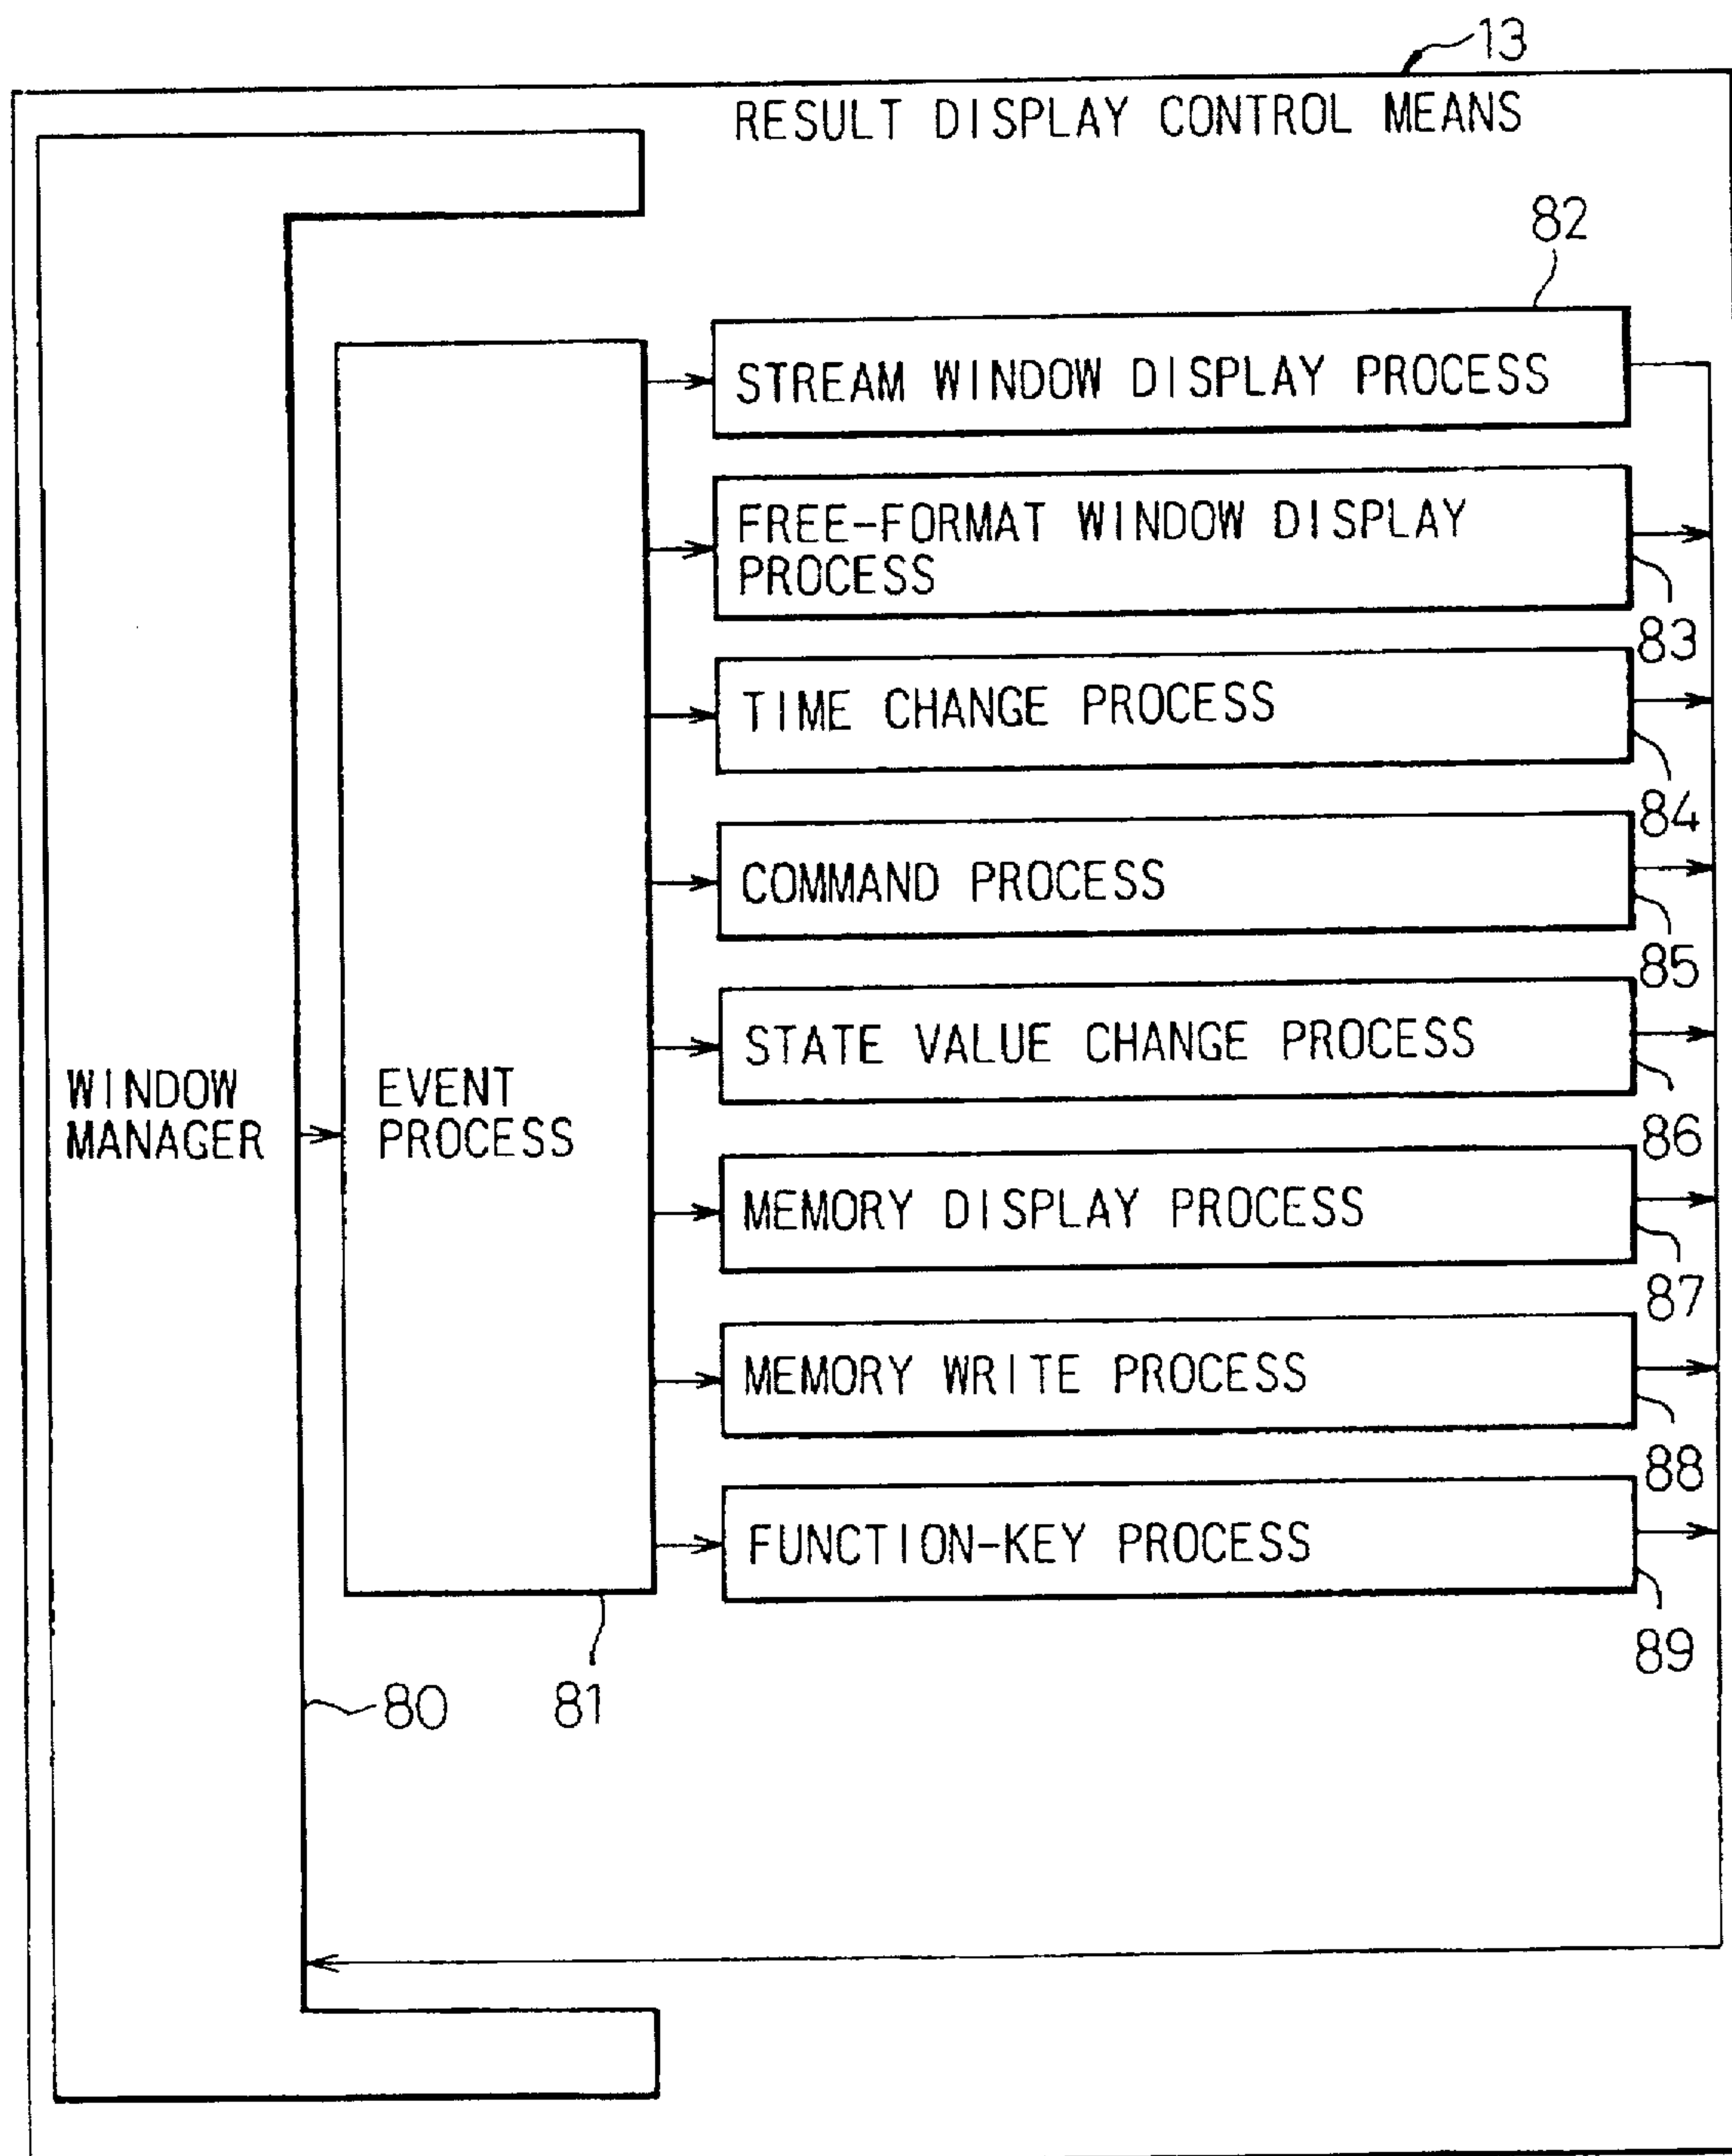 13
RESULT DISPLAY CONTROL MEANS
82
STREAM WINDOW DISPLAY PROCESS
FREE-FORMAT WINDOW DISPLAY
PROCESS
83
TIME CHANGE PROCESS
84
COMMAND PROCESS
85
STATE VALUE CHANGE PROCESS
86
WINDOW
MANAGER
EVENT
PROCESS
MEMORY DISPLAY PROCESS
87
MEMORY WRITE PROCESS
88
FUNCTION-KEY PROCESS
89
80
81